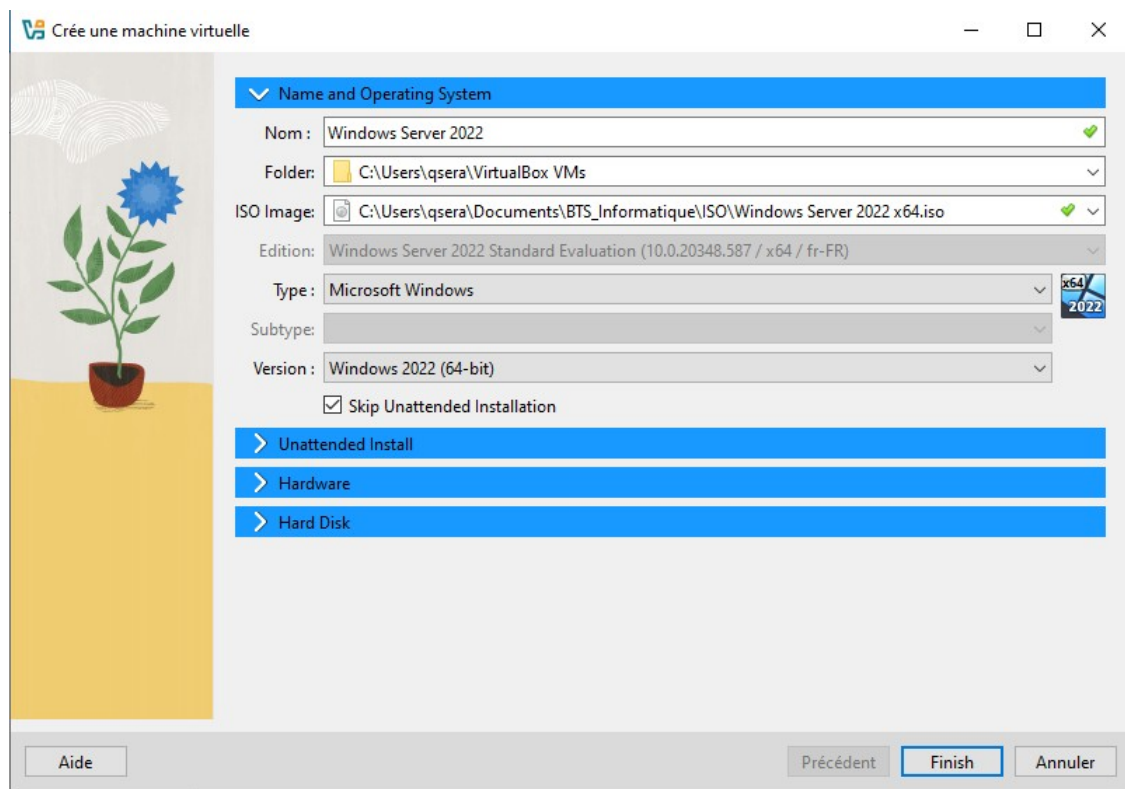 Crée une machine virtuelle
Name and Operating System
Nom : Windows Server 2022
Folder: C:\Users\qsera\VirtualBox VMs
ISO Image: C:\Users\qsera\Documents\BTS_Informatique\ISO\Windows Server 2022 x64.iso
Edition: Windows Server 2022 Standard Evaluation (10.0.20348.587 / x64 / fr-FR)
Type : Microsoft Windows
x64
2022
Subtype:
Version : Windows 2022 (64-bit)
Skip Unattended Installation
Unattended Install
Hardware
Hard Disk
Aide Précédent Finish Annuler